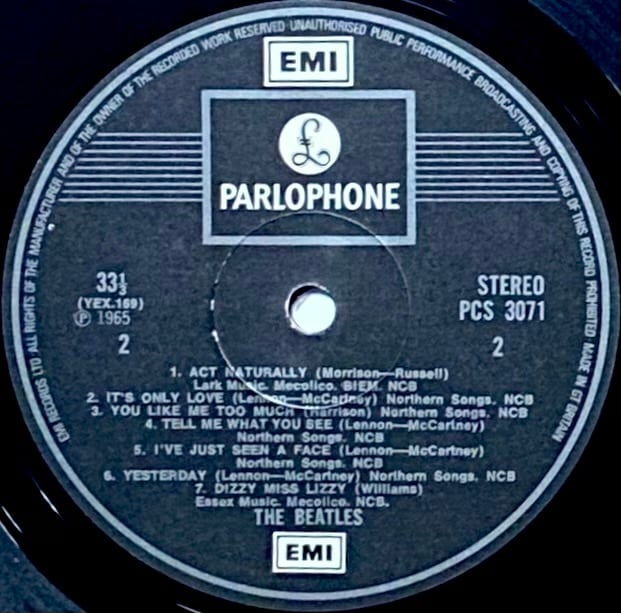 EMI RECORDS LTD · ALL RIGHTS OF THE MANUFACTURER AND OF THE OWNER OF THE RECORDED WORK RESERVED · UNAUTHORISED PUBLIC PERFORMANCE BROADCASTING AND COPYING OF THIS RECORD PROHIBITED · MADE IN GT BRITAIN
EMI
£
PARLOPHONE
33⅓
(YEX.169)
℗ 1965
2
STEREO
PCS 3071
2
1. ACT NATURALLY (Morrison—Russell)
Lark Music. Mecolico. BIEM. NCB
2. IT'S ONLY LOVE (Lennon—McCartney) Northern Songs. NCB
3. YOU LIKE ME TOO MUCH (Harrison) Northern Songs. NCB
4. TELL ME WHAT YOU SEE (Lennon—McCartney)
Northern Songs. NCB
5. I'VE JUST SEEN A FACE (Lennon—McCartney)
Northern Songs. NCB
6. YESTERDAY (Lennon—McCartney) Northern Songs. NCB
7. DIZZY MISS LIZZY (Williams)
Essex Music. Mecolico. NCB.
THE BEATLES
EMI